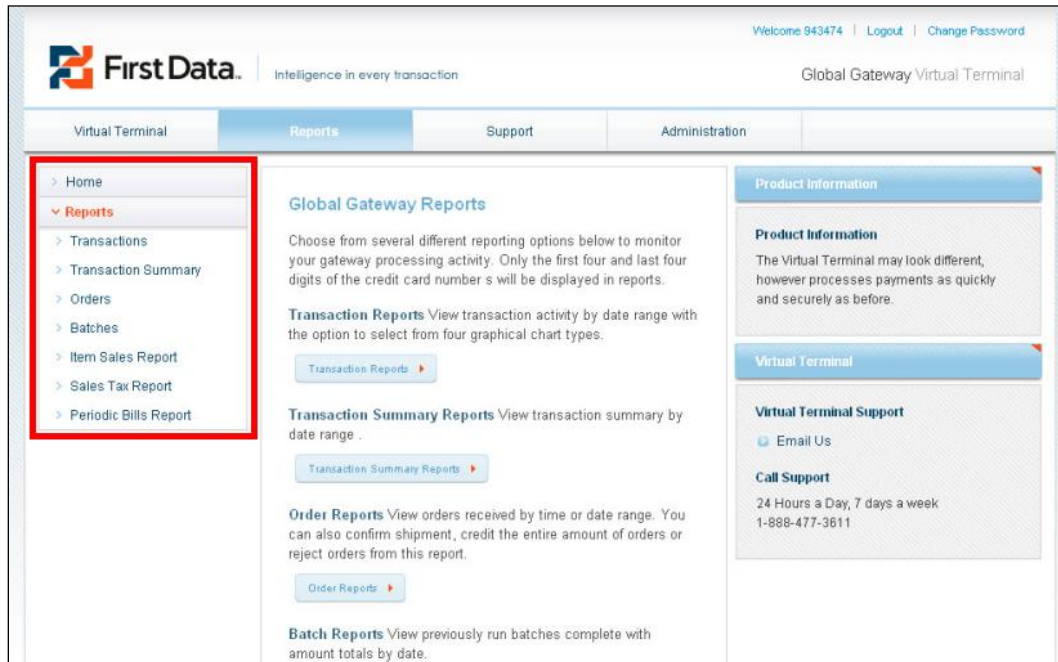 Welcome 943474 | Logout | Change Password
First Data.
Intelligence in every transaction
Global Gateway Virtual Terminal
Virtual Terminal
Reports
Support
Administration
Home
Reports
Transactions
Transaction Summary
Orders
Batches
Item Sales Report
Sales Tax Report
Periodic Bills Report
Global Gateway Reports
Choose from several different reporting options below to monitor
your gateway processing activity. Only the first four and last four
digits of the credit card number s will be displayed in reports.
Transaction Reports View transaction activity by date range with
the option to select from four graphical chart types.
Transaction Reports
Transaction Summary Reports View transaction summary by
date range .
Transaction Summary Reports
Order Reports View orders received by time or date range. You
can also confirm shipment, credit the entire amount of orders or
reject orders from this report.
Order Reports
Batch Reports View previously run batches complete with
amount totals by date.
Product Information
Product Information
The Virtual Terminal may look different,
however processes payments as quickly
and securely as before.
Virtual Terminal
Virtual Terminal Support
Email Us
Call Support
24 Hours a Day, 7 days a week
1-888-477-3611